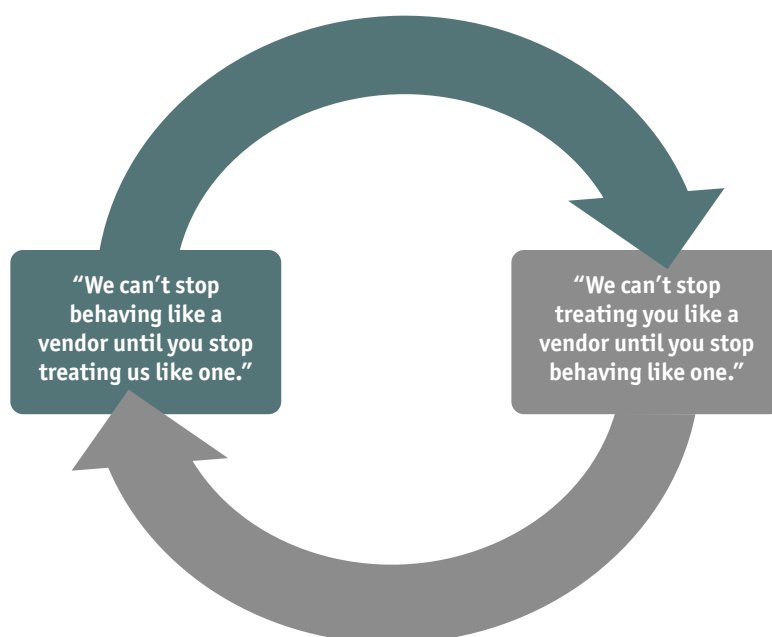 “We can’t stop
behaving like a
vendor until you stop
treating us like one.”
“We can’t stop
treating you like a
vendor until you stop
behaving like one.”